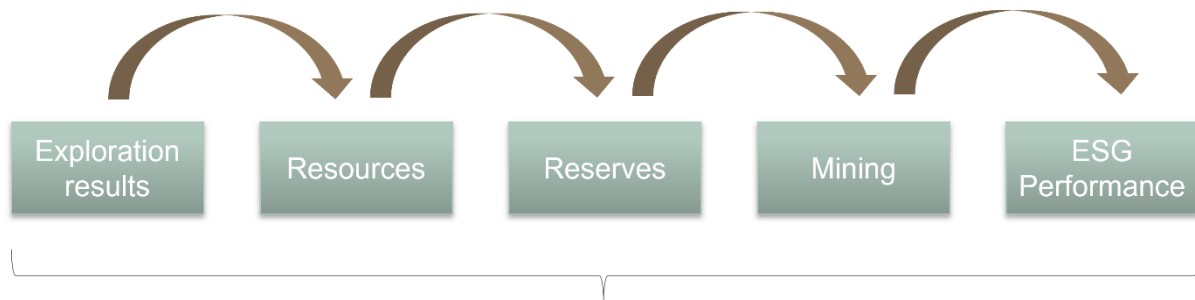 Exploration
results
Resources
Reserves
Mining
ESG
Performance